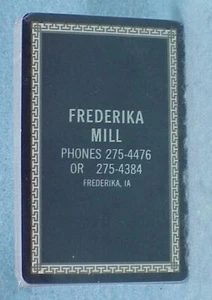 FREDERIKA
MILL
PHONES 275-4476
OR 275-4384
FREDERIKA, IA